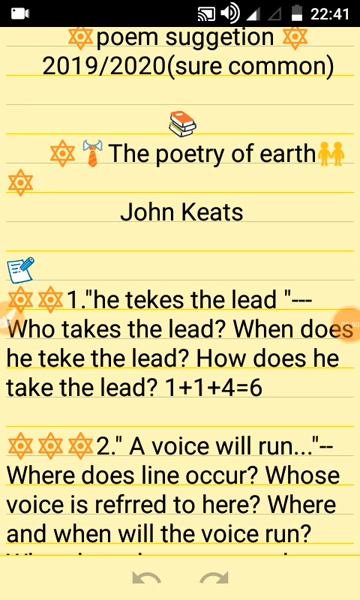 22:41
poem suggetion
2019/2020(sure common)
The poetry of earth
John Keats
1."he tekes the lead "---
Who takes the lead? When does
he teke the lead? How does he
take the lead? 1+1+4=6
2." A voice will run..."--
Where does line occur? Whose
voice is refrred to here? Where
and when will the voice run?